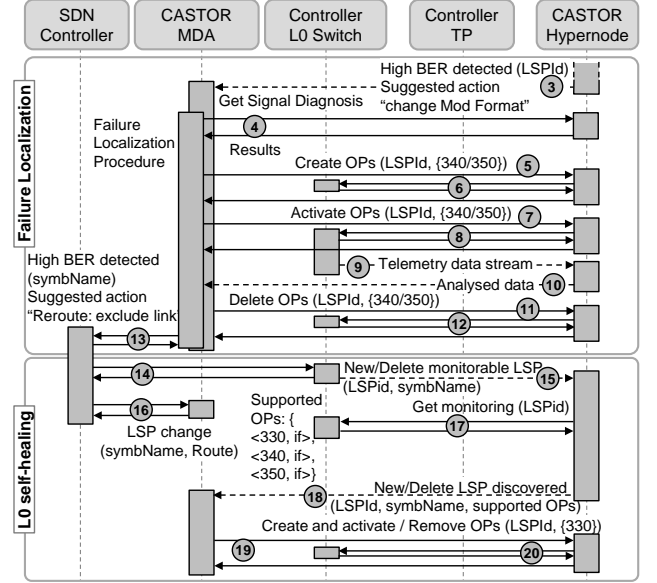 SDN
Controller
CASTOR
MDA
Controller
L0 Switch
Controller
TP
CASTOR
Hypernode
Failure Localization
High BER detected (LSPId)
3
Suggested action
“change Mod Format”
Get Signal Diagnosis
4
Failure
Localization
Procedure
Results
Create OPs (LSPId, {340/350})
5
6
Activate OPs (LSPId, {340/350})
7
8
9
Telemetry data stream
10
Analysed data
High BER detected
(symbName)
Suggested action
“Reroute: exclude link”
Delete OPs (LSPId, {340/350})
11
12
13
L0 self-healing
14
New/Delete monitorable LSP
(LSPid, symbName)
15
16
LSP change
(symbName, Route)
Supported
OPs: {
<330, if>,
<340, if>,
<350, if>}
Get monitoring (LSPid)
17
18
New/Delete LSP discovered
(LSPId, symbName, supported OPs)
Create and activate / Remove OPs (LSPId, {330})
19
20